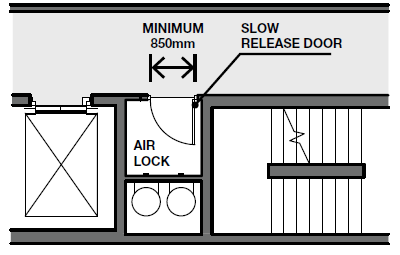 MINIMUM
850mm
SLOW
RELEASE DOOR
AIR
LOCK